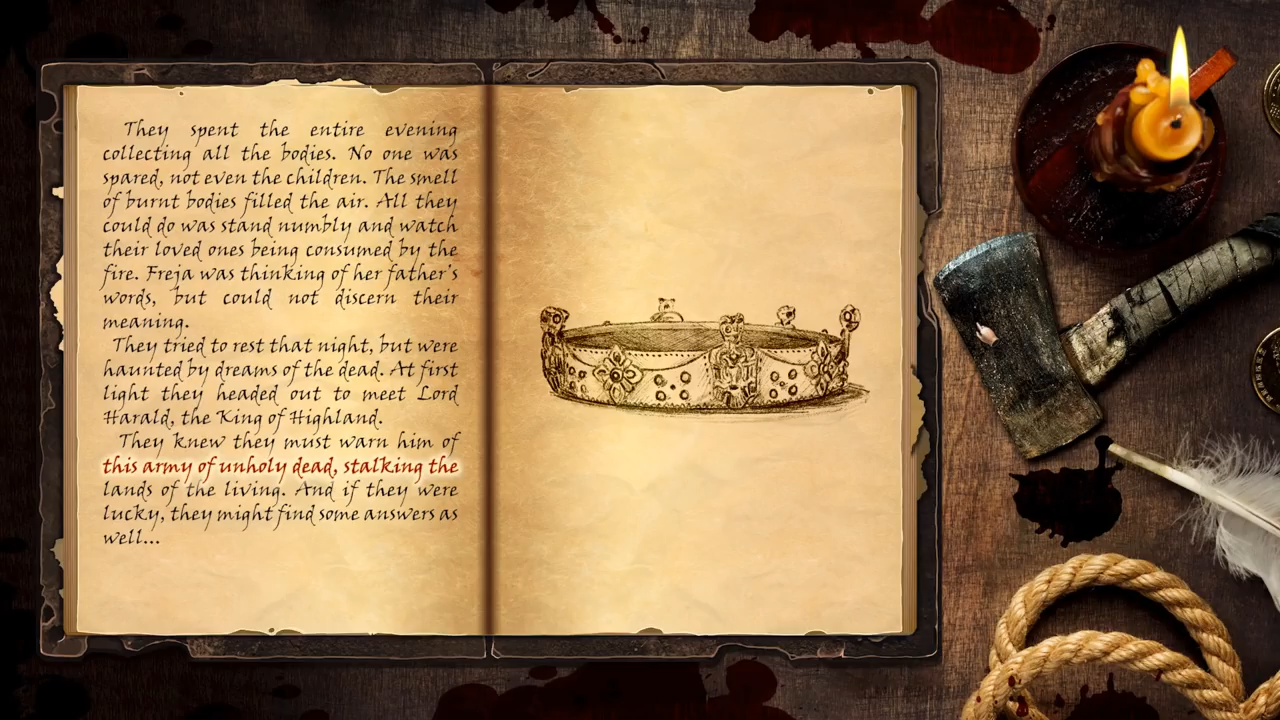 They spent the entire evening
collecting all the bodies. No one was
spared, not even the children. The smell
of burnt bodies filled the air. All they
could do was stand numbly and watch
their loved ones being consumed by the
fire. Freja was thinking of her father's
words, but could not discern their
meaning.
They tried to rest that night, but were
haunted by dreams of the dead. At first
light they headed out to meet Lord
Harald, the King of Highland.
They knew they must warn him of
this army of unholy dead, stalking the
lands of the living. And if they were
lucky, they might find some answers as
well...